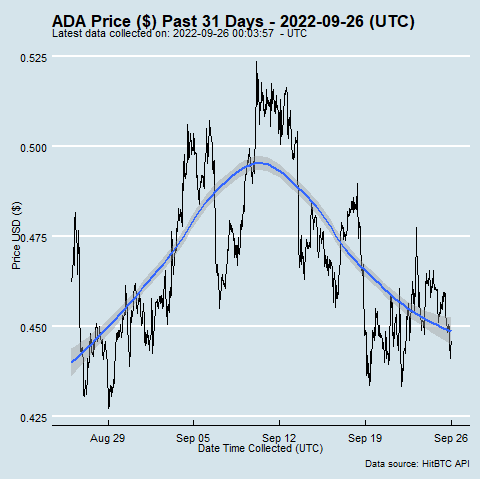 ADA Price ($) Past 31 Days - 2022-09-26 (UTC)
Latest data collected on: 2022-09-26 00:03:57 - UTC
0.525
0.500
0.475
0.450
0.425
Price USD ($)
Aug 29 Sep 05 Sep 12 Sep 19 Sep 26
Date Time Collected (UTC)
Data source: HitBTC API